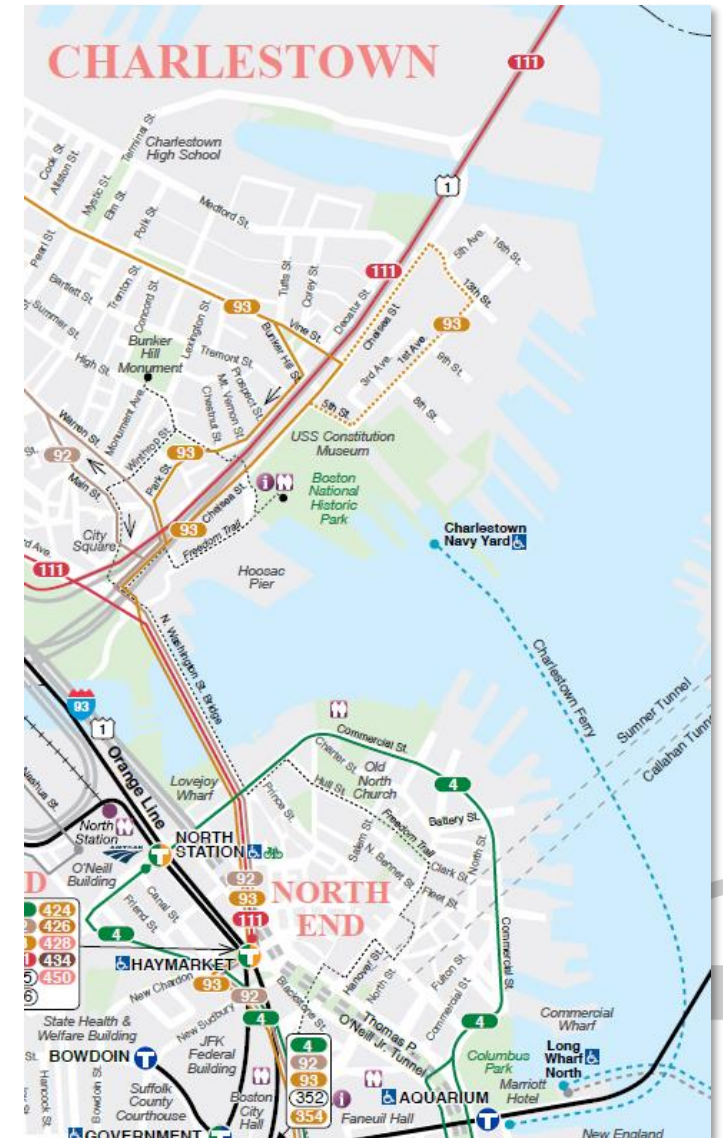 CHARLESTOWN
111
Charlestown
High School
1
Cook St.
Allston St.
Terminal St.
Mystic St.
Elm St.
Polk St.
Medford St.
Pearl St.
Bartlett St.
Summer St.
High St.
Trenton St.
Concord St.
Lexington St.
Bunker
Hill
Monument
93
Tufts St.
Corey St.
Vine St.
Decatur St.
111
Chelsea St.
5th Ave.
16th St.
13th St.
93
1st Ave.
3rd Ave.
9th St.
8th St.
5th St.
Bunker Hill St.
Tremont St.
Prospect St.
Mt. Vernon St.
Chestnut St.
Monument Ave.
Winthrop St.
Warren St.
92
Main St.
93
Park St.
USS Constitution
Museum
i
Boston
National
Historic
Park
Chelsea St.
93
Freedom Trail
City
Square
111
Hoosac
Pier
Charlestown
Navy Yard
Charlestown Ferry
Sumner Tunnel
Callahan Tunn
N. Washington St. Bridge
93
1
Orange Line
Nashua St.
Lovejoy
Wharf
Commercial St.
Charter St.
Hull St.
Old
North
Church
4
Prince St.
Salem St.
N. Bennet St.
Freedom Trail
Battery St.
Clark St.
North St.
Fleet St.
North
Station
AMTRAK
O'Neill
Building
T
NORTH
STATION
Canal St.
Friend St.
4
92
93
111
NORTH
END
D
424
426
428
434
450
T
HAYMARKET
New Chardon
93
92
New Sudbury
4
Blackstone St.
Hanover St.
North St.
Fulton St.
Commercial St.
Commercial St.
4
Thomas P.
O'Neill Jr. Tunnel
State Health &
Welfare Building
BOWDOIN T
JFK
Federal
Building
Hancock St.
Bowdoin St.
Suffolk
County
Courthouse
GOVERNMENT
Boston
City
Hall
4
92
93
352
354
i
Faneuil Hall
AQUARIUM
T
Columbus
Park
Commercial
Wharf
Long
Wharf
North
Marriott
Hotel
New England